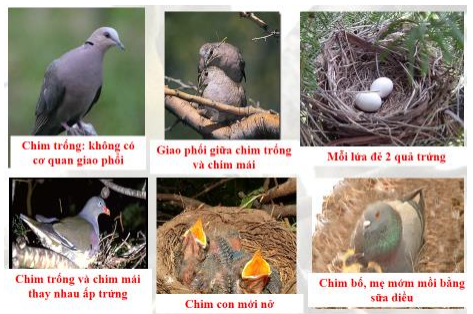 Chim trống: không có
cơ quan giao phối
Giao phối giữa chim trống
và chim mái
Mỗi lứa đẻ 2 quả trứng
Chim trống và chim mái
thay nhau ấp trứng
Chim con mới nở
Chim bố, mẹ mớm mồi bằng
sữa diều